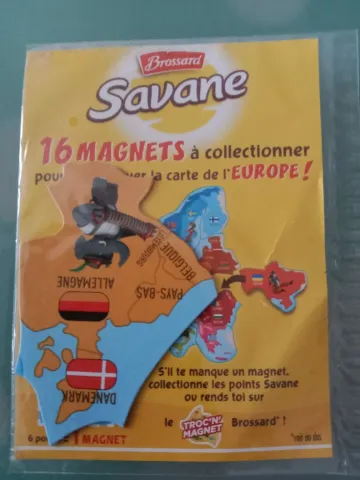 Brossard
Savane
16 MAGNETS à collectionner
la carte de l'EUROPE !
LUXEMBOURG
BELGIQUE
PAYS-BAS
ALLEMAGNE
DANEMARK
S'il te manque un magnet,
collectionne les points Savane
ou rends toi sur
le TROC'N' MAGNET Brossard* !
1 MAGNET